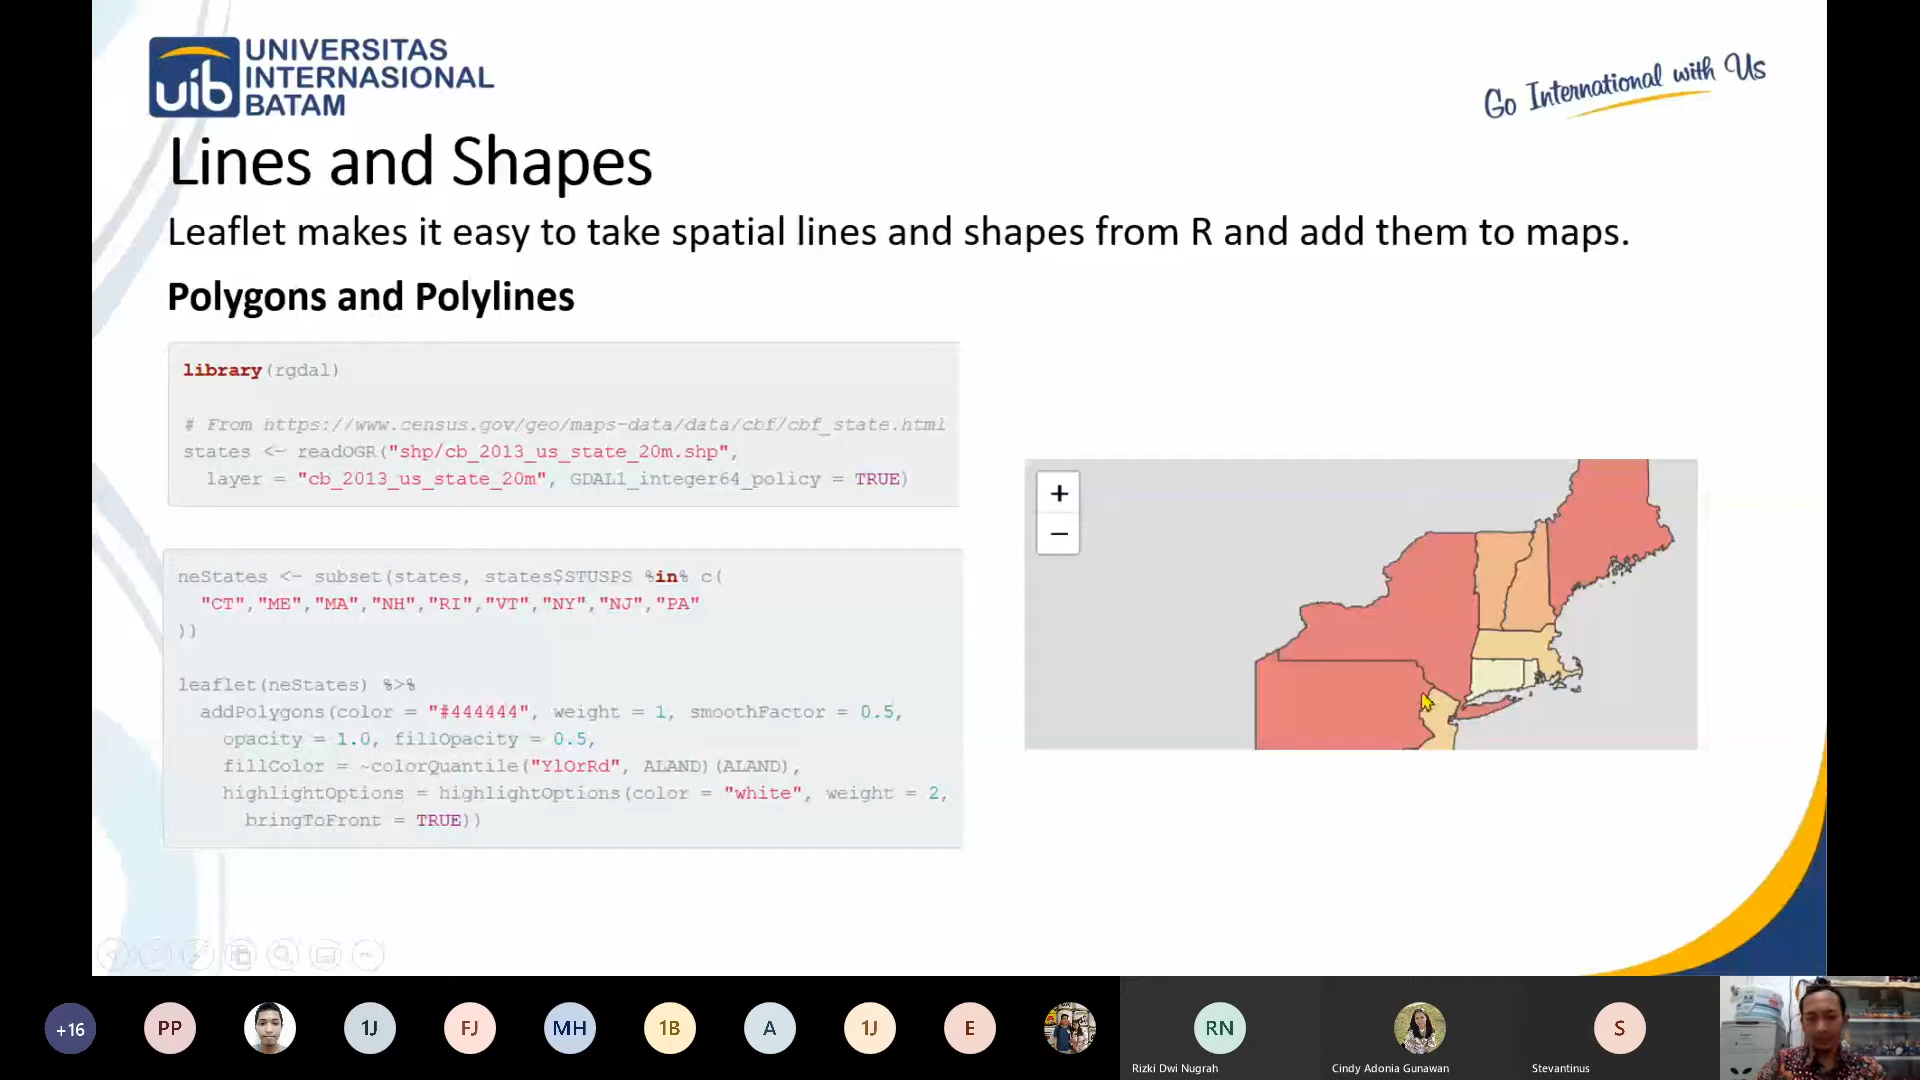 uib
UNIVERSITAS
INTERNASIONAL
BATAM
Go International with Us
Lines and Shapes
Leaflet makes it easy to take spatial lines and shapes from R and add them to maps.
Polygons and Polylines
library(rgdal)
# From https://www.census.gov/geo/maps-data/data/cbf/cbf_state.html
states <- readOGR("shp/cb_2013_us_state_20m.shp",
layer = "cb_2013_us_state_20m", GDAL1_integer64_policy = TRUE)
neStates <- subset(states, states$STUSPS %in% c(
"CT","ME","MA","NH","RI","VT","NY","NJ","PA"
))
leaflet(neStates) %>%
addPolygons(color = "#444444", weight = 1, smoothFactor = 0.5,
opacity = 1.0, fillOpacity = 0.5,
fillColor = ~colorQuantile("YlOrRd", ALAND)(ALAND),
highlightOptions = highlightOptions(color = "white", weight = 2,
bringToFront = TRUE))
+
−
+16
PP
1J
FJ
MH
1B
A
1J
E
RN
S
Rizki Dwi Nugrah
Cindy Adonia Gunawan
Stevantinus